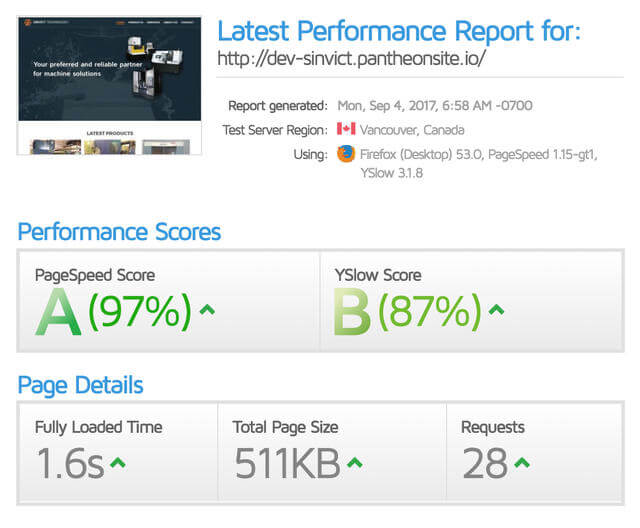 SINVICT TECHNOLOGY
Your preferred and reliable partner
for machine solutions
LATEST PRODUCTS
Latest Performance Report for:
http://dev-sinvict.pantheonsite.io/
Report generated: Mon, Sep 4, 2017, 6:58 AM -0700
Test Server Region: Vancouver, Canada
Using: Firefox (Desktop) 53.0, PageSpeed 1.15-gt1,
YSlow 3.1.8
Performance Scores
PageSpeed Score YSlow Score
A (97%) B (87%)
Page Details
Fully Loaded Time Total Page Size Requests
1.6s 511KB 28